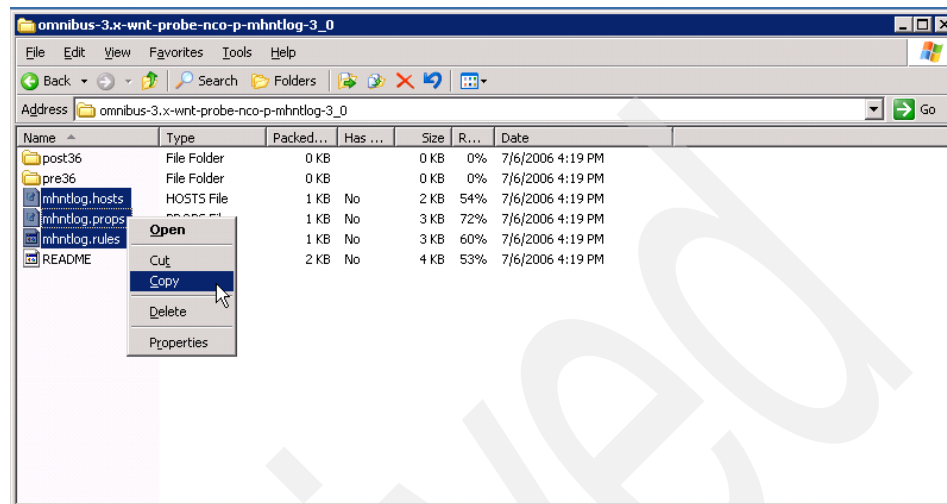 omnibus-3.x-wnt-probe-nco-p-mhntlog-3_0
File Edit View Favorites Tools Help
Back Search Folders
Address omnibus-3.x-wnt-probe-nco-p-mhntlog-3_0 Go
Name Type Packed... Has ... Size R... Date
post36 File Folder 0 KB 0 KB 0% 7/6/2006 4:19 PM
pre36 File Folder 0 KB 0 KB 0% 7/6/2006 4:19 PM
mhntlog.hosts HOSTS File 1 KB No 2 KB 54% 7/6/2006 4:19 PM
mhntlog.props 1 KB No 3 KB 72% 7/6/2006 4:19 PM
mhntlog.rules 1 KB No 3 KB 60% 7/6/2006 4:19 PM
README 2 KB No 4 KB 53% 7/6/2006 4:19 PM
Open
Cut
Copy
Delete
Properties